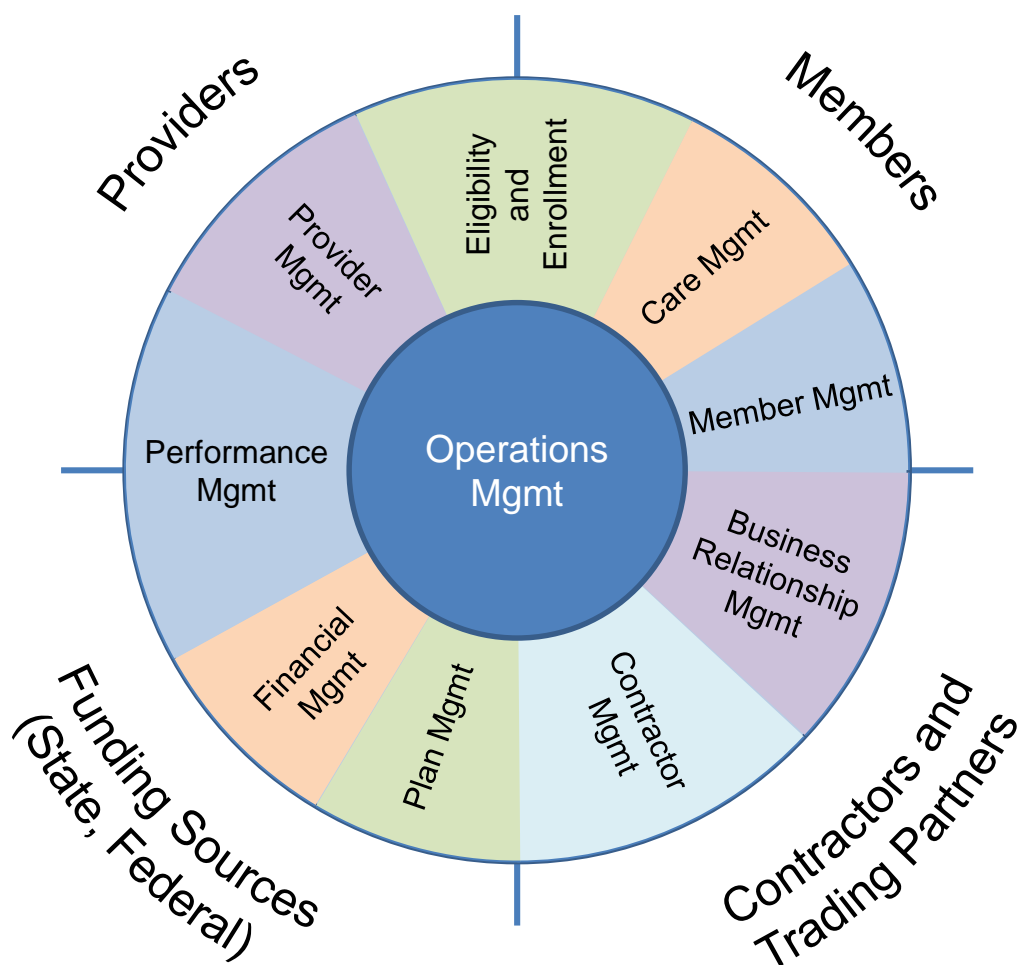 Providers
Members
Eligibility
and
Enrollment
Provider
Mgmt
Care Mgmt
Member Mgmt
Performance
Mgmt
Operations
Mgmt
Business
Relationship
Mgmt
Financial
Mgmt
Plan Mgmt
Contractor
Mgmt
Funding Sources
(State, Federal)
Contractors and
Trading Partners